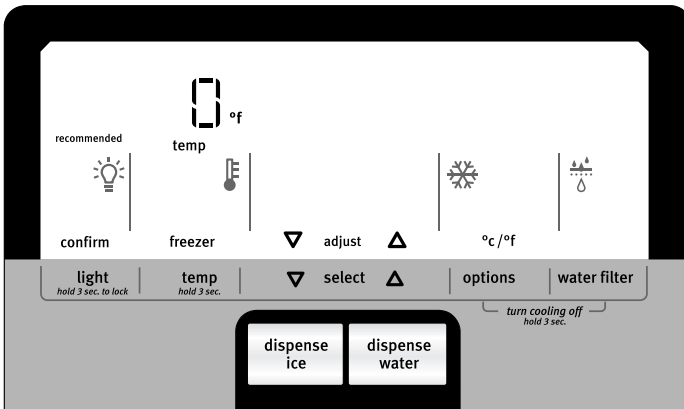 0 °f
recommended
temp
confirm
freezer
adjust
°c/°f
light
hold 3 sec. to lock
temp
hold 3 sec.
select
options
water filter
turn cooling off
hold 3 sec.
dispense
ice
dispense
water